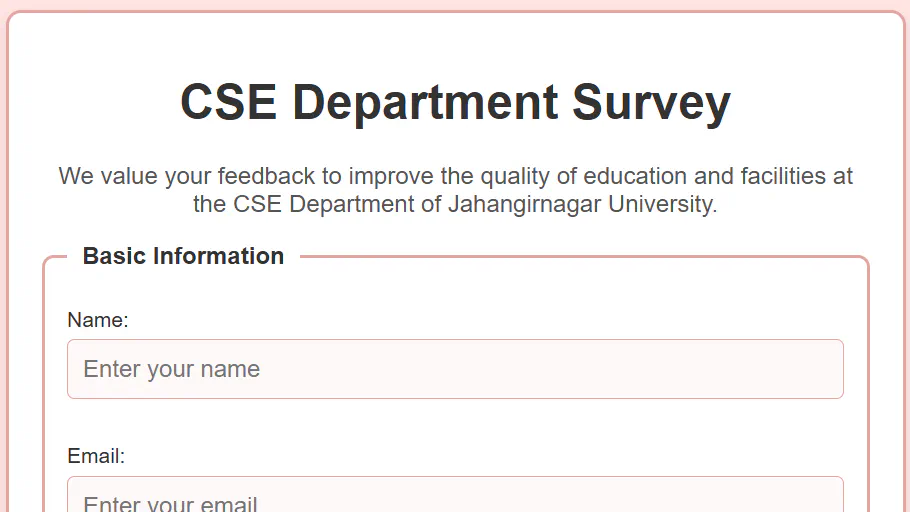 CSE Department Survey
We value your feedback to improve the quality of education and facilities at
the CSE Department of Jahangirnagar University.
Basic Information
Name:
Enter your name
Email:
Enter your email